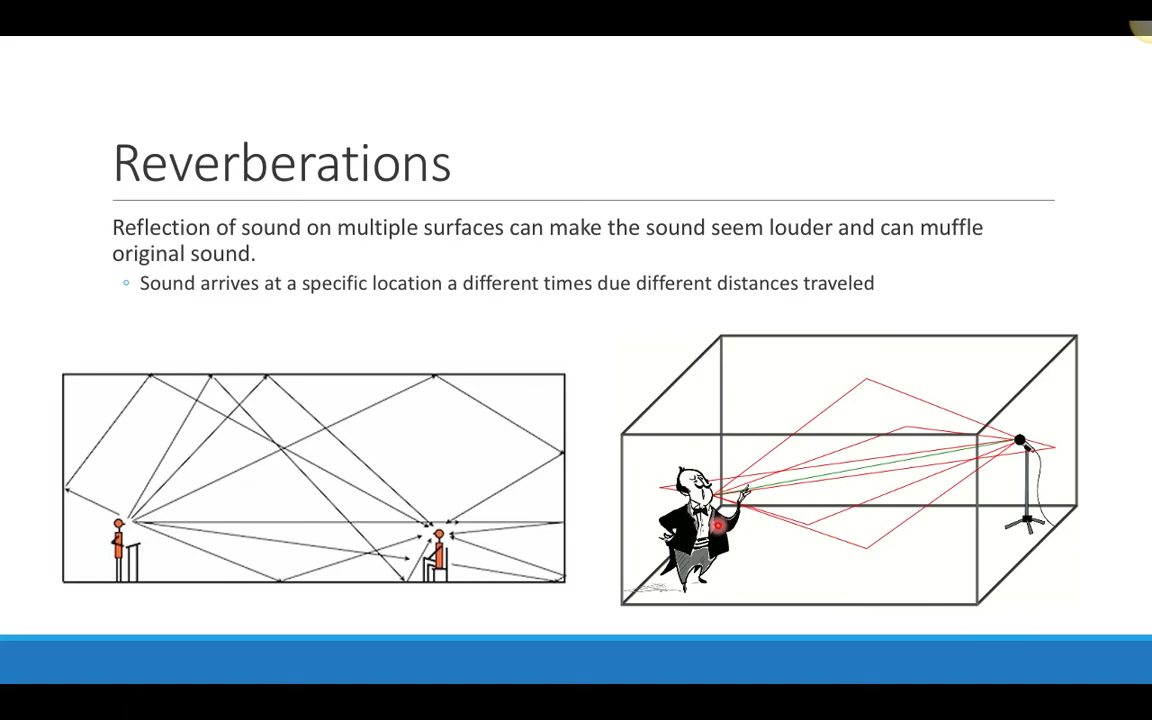 Reverberations
Reflection of sound on multiple surfaces can make the sound seem louder and can muffle
original sound.
Sound arrives at a specific location a different times due different distances traveled